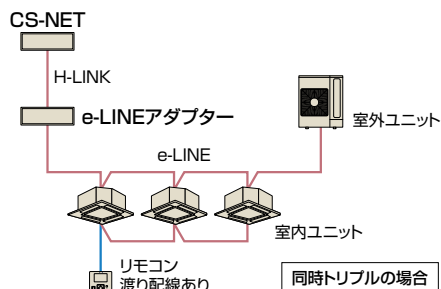 CS-NET
H-LINK
e-LINEアダプター
室外ユニット
e-LINE
室内ユニット
リモコン
渡り配線あり
同時トリプルの場合